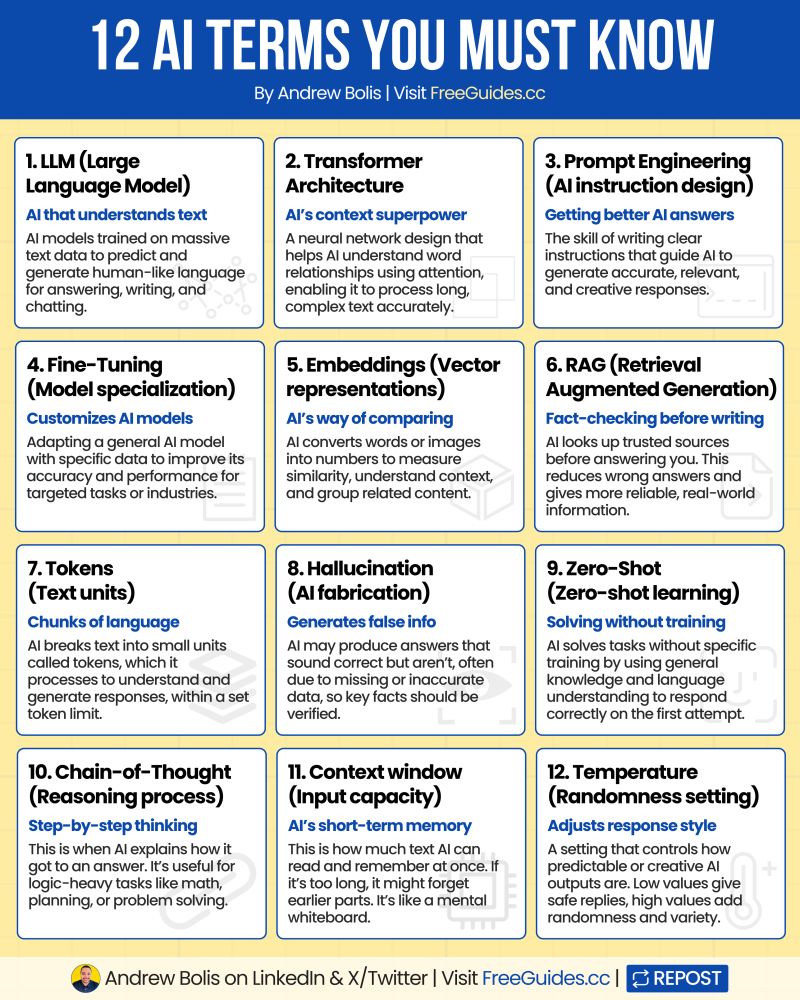 12 AI TERMS YOU MUST KNOW
By Andrew Bolis | Visit FreeGuides.cc
1. LLM (Large
Language Model)
AI that understands text
AI models trained on massive
text data to predict and
generate human-like language
for answering, writing, and
chatting.
2. Transformer
Architecture
AI's context superpower
A neural network design that
helps AI understand word
relationships using attention,
enabling it to process long,
complex text accurately.
3. Prompt Engineering
(AI instruction design)
Getting better AI answers
The skill of writing clear
instructions that guide AI to
generate accurate, relevant,
and creative responses.
4. Fine-Tuning
(Model specialization)
Customizes AI models
Adapting a general AI model
with specific data to improve its
accuracy and performance for
targeted tasks or industries.
5. Embeddings (Vector
representations)
AI's way of comparing
AI converts words or images
into numbers to measure
similarity, understand context,
and group related content.
6. RAG (Retrieval
Augmented Generation)
Fact-checking before writing
AI looks up trusted sources
before answering you. This
reduces wrong answers and
gives more reliable, real-world
information.
7. Tokens
(Text units)
Chunks of language
AI breaks text into small units
called tokens, which it
processes to understand and
generate responses, within a set
token limit.
8. Hallucination
(AI fabrication)
Generates false info
AI may produce answers that
sound correct but aren't, often
due to missing or inaccurate
data, so key facts should be
verified.
9. Zero-Shot
(Zero-shot learning)
Solving without training
AI solves tasks without specific
training by using general
knowledge and language
understanding to respond
correctly on the first attempt.
10. Chain-of-Thought
(Reasoning process)
Step-by-step thinking
This is when AI explains how it
got to an answer. It's useful for
logic-heavy tasks like math,
planning, or problem solving.
11. Context window
(Input capacity)
AI's short-term memory
This is how much text AI can
read and remember at once. If
it's too long, it might forget
earlier parts. It's like a mental
whiteboard.
12. Temperature
(Randomness setting)
Adjusts response style
A setting that controls how
predictable or creative AI
outputs are. Low values give
safe replies, high values add
randomness and variety.
Andrew Bolis on LinkedIn & X/Twitter | Visit FreeGuides.cc | REPOST